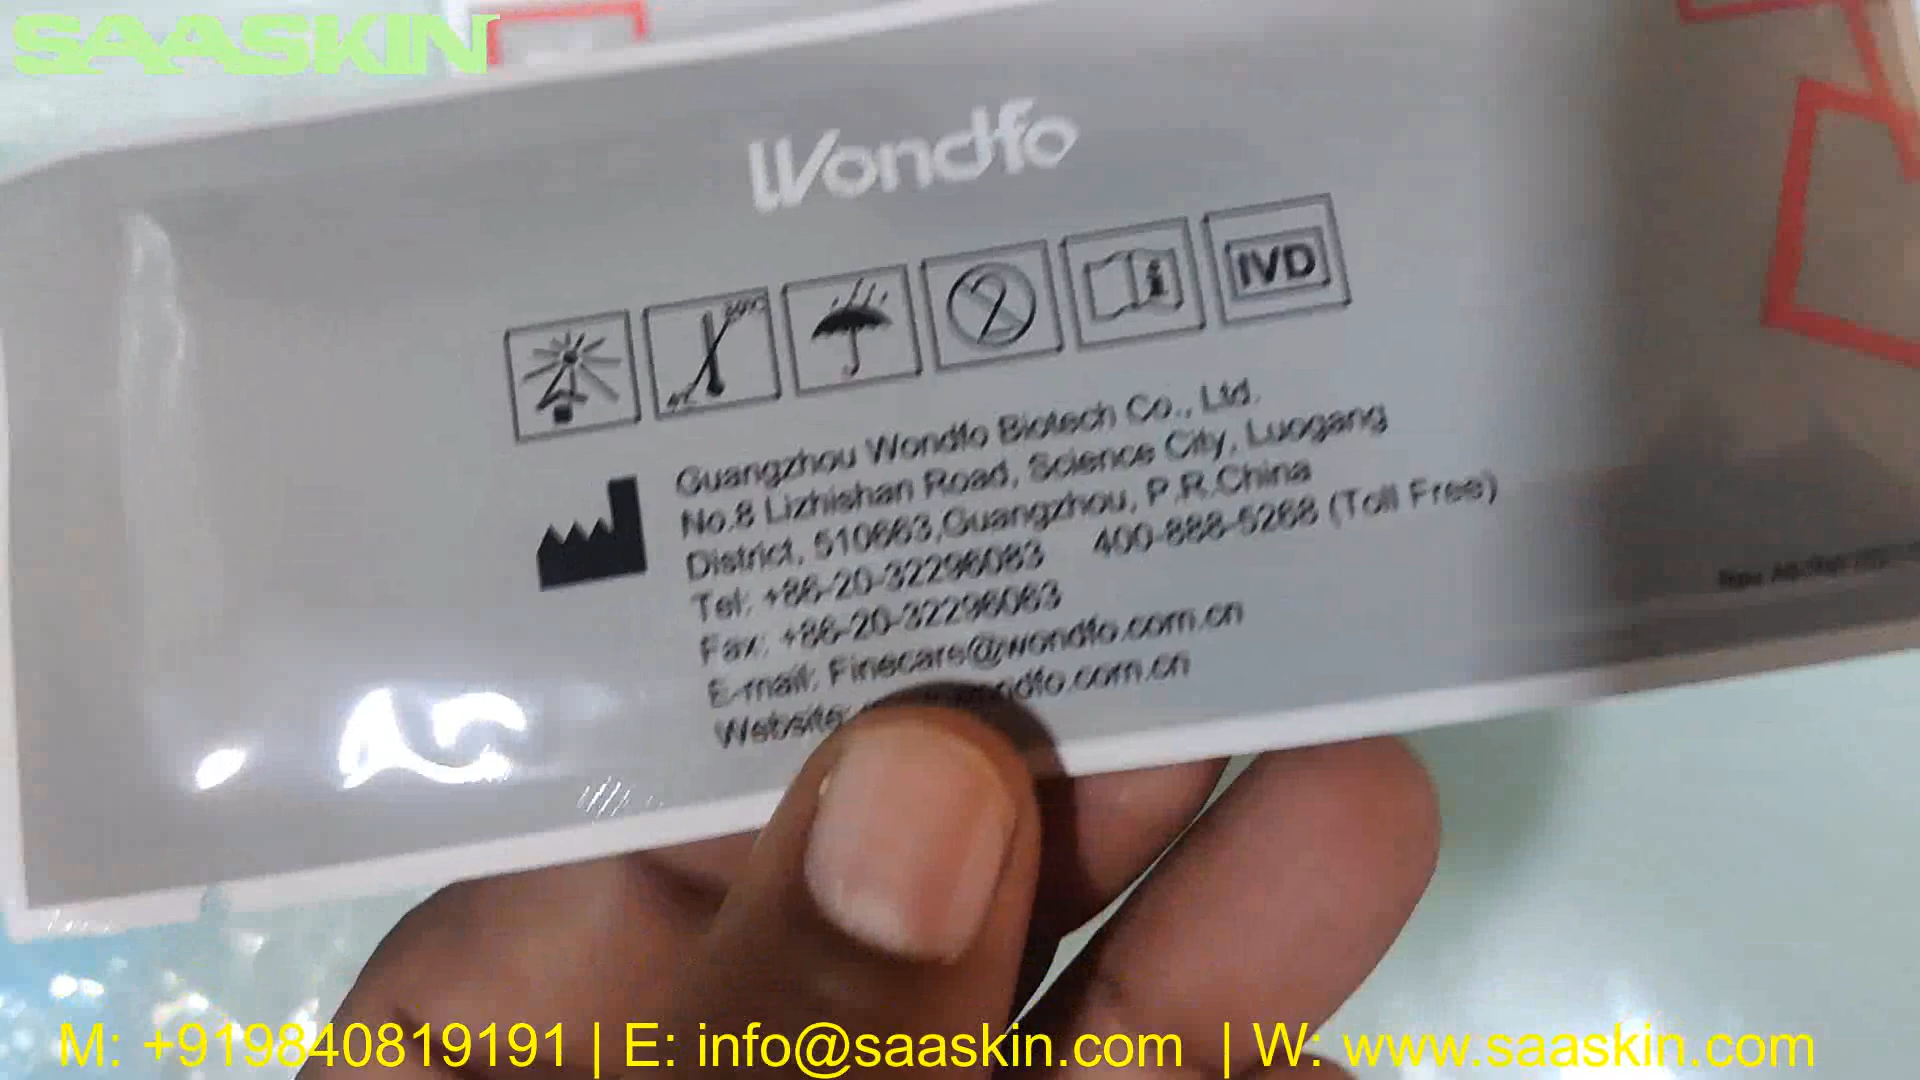 SAASKIN
Wondfo
IVD
Guangzhou Wondfo Biotech Co., Ltd.
No.8 Lizhishan Road, Science City, Luogang
District, 510663,Guangzhou, P.R.China
Tel: +86-20-32296083 400-888-5268 (Toll Free)
Fax: +86-20-32296063
E-mail: Finecare@wondfo.com.cn
Website:
M: +919840819191 | E: info@saaskin.com | W: www.saaskin.com